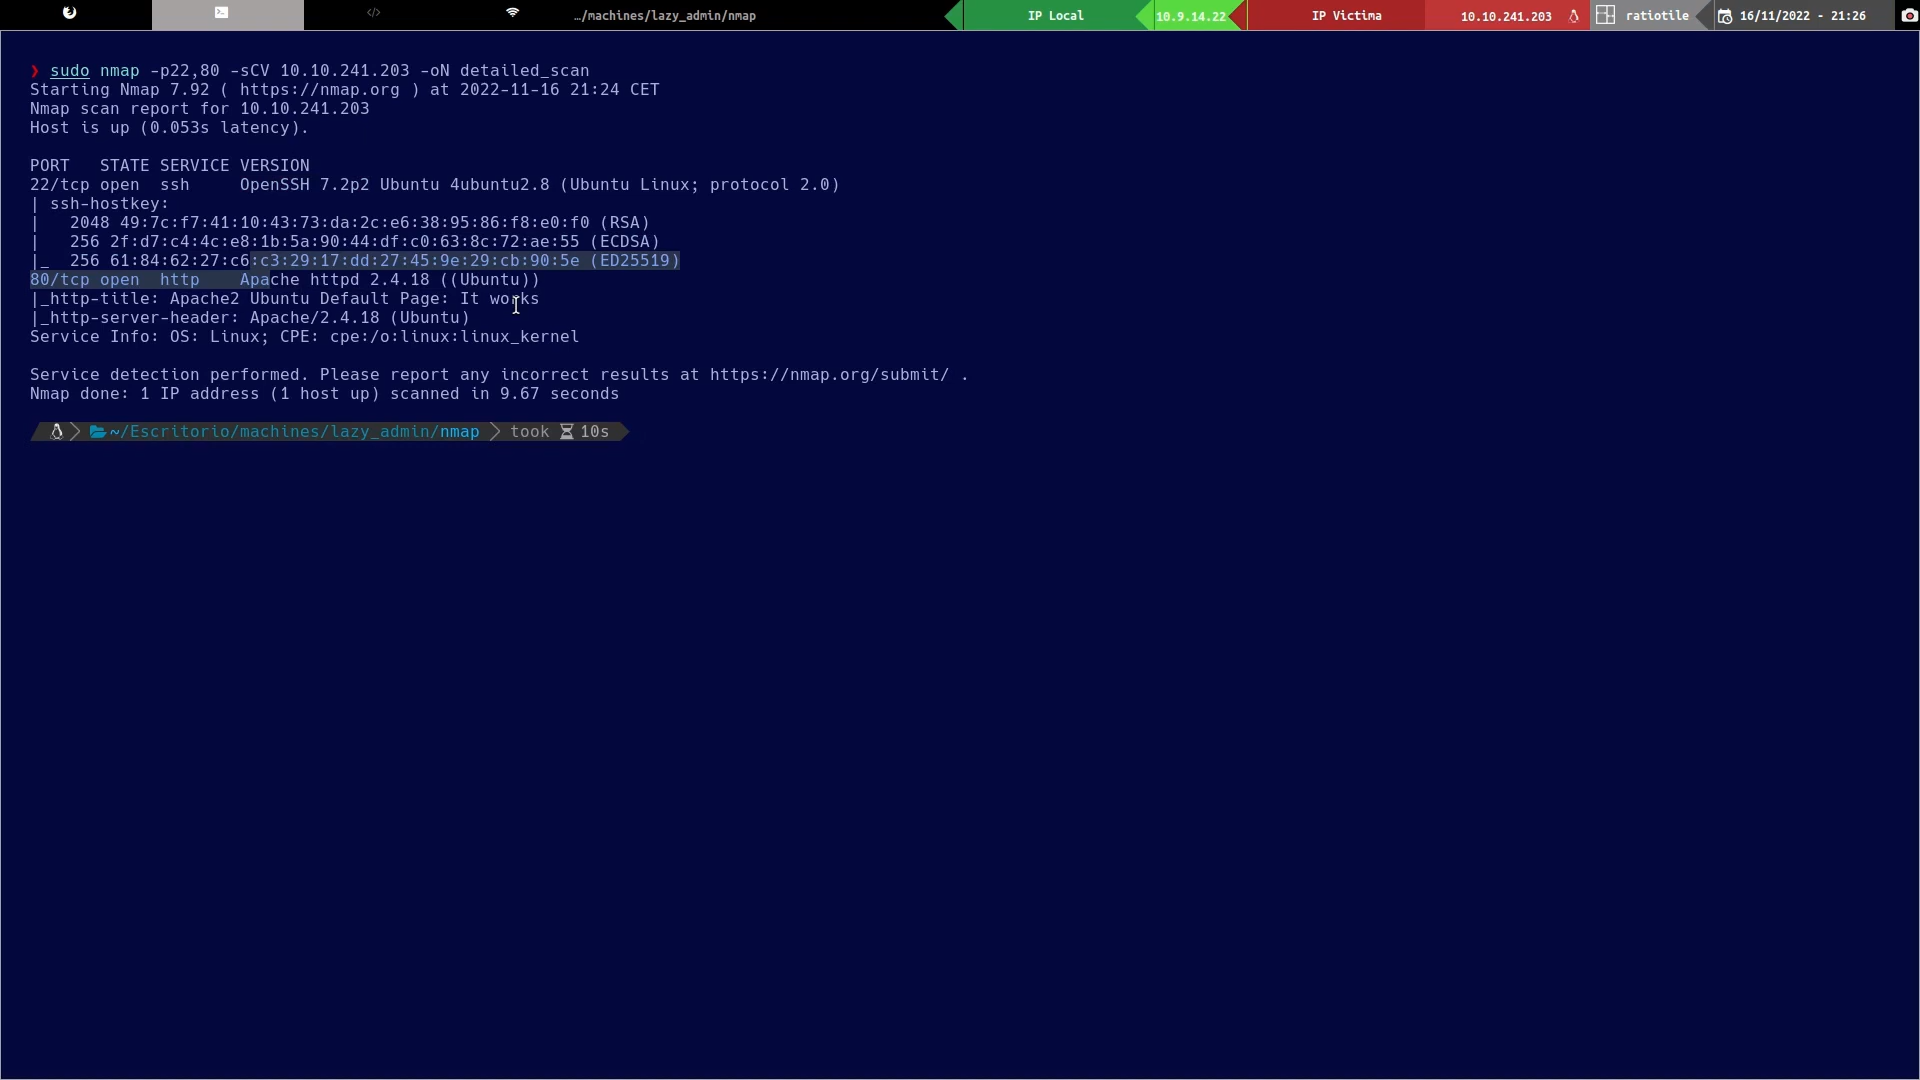 …/machines/lazy_admin/nmap IP Local 10.9.14.22 IP Victima 10.10.241.203 ratiotile 16/11/2022 - 21:26
❯ sudo nmap -p22,80 -sCV 10.10.241.203 -oN detailed_scan
Starting Nmap 7.92 ( https://nmap.org ) at 2022-11-16 21:24 CET
Nmap scan report for 10.10.241.203
Host is up (0.053s latency).
PORT   STATE SERVICE VERSION
22/tcp open  ssh     OpenSSH 7.2p2 Ubuntu 4ubuntu2.8 (Ubuntu Linux; protocol 2.0)
| ssh-hostkey:
|   2048 49:7c:f7:41:10:43:73:da:2c:e6:38:95:86:f8:e0:f0 (RSA)
|   256 2f:d7:c4:4c:e8:1b:5a:90:44:df:c0:63:8c:72:ae:55 (ECDSA)
|_  256 61:84:62:27:c6:c3:29:17:dd:27:45:9e:29:cb:90:5e (ED25519)
80/tcp open  http    Apache httpd 2.4.18 ((Ubuntu))
|_http-title: Apache2 Ubuntu Default Page: It works
|_http-server-header: Apache/2.4.18 (Ubuntu)
Service Info: OS: Linux; CPE: cpe:/o:linux:linux_kernel
Service detection performed. Please report any incorrect results at https://nmap.org/submit/ .
Nmap done: 1 IP address (1 host up) scanned in 9.67 seconds
~/Escritorio/machines/lazy_admin/nmap took 10s